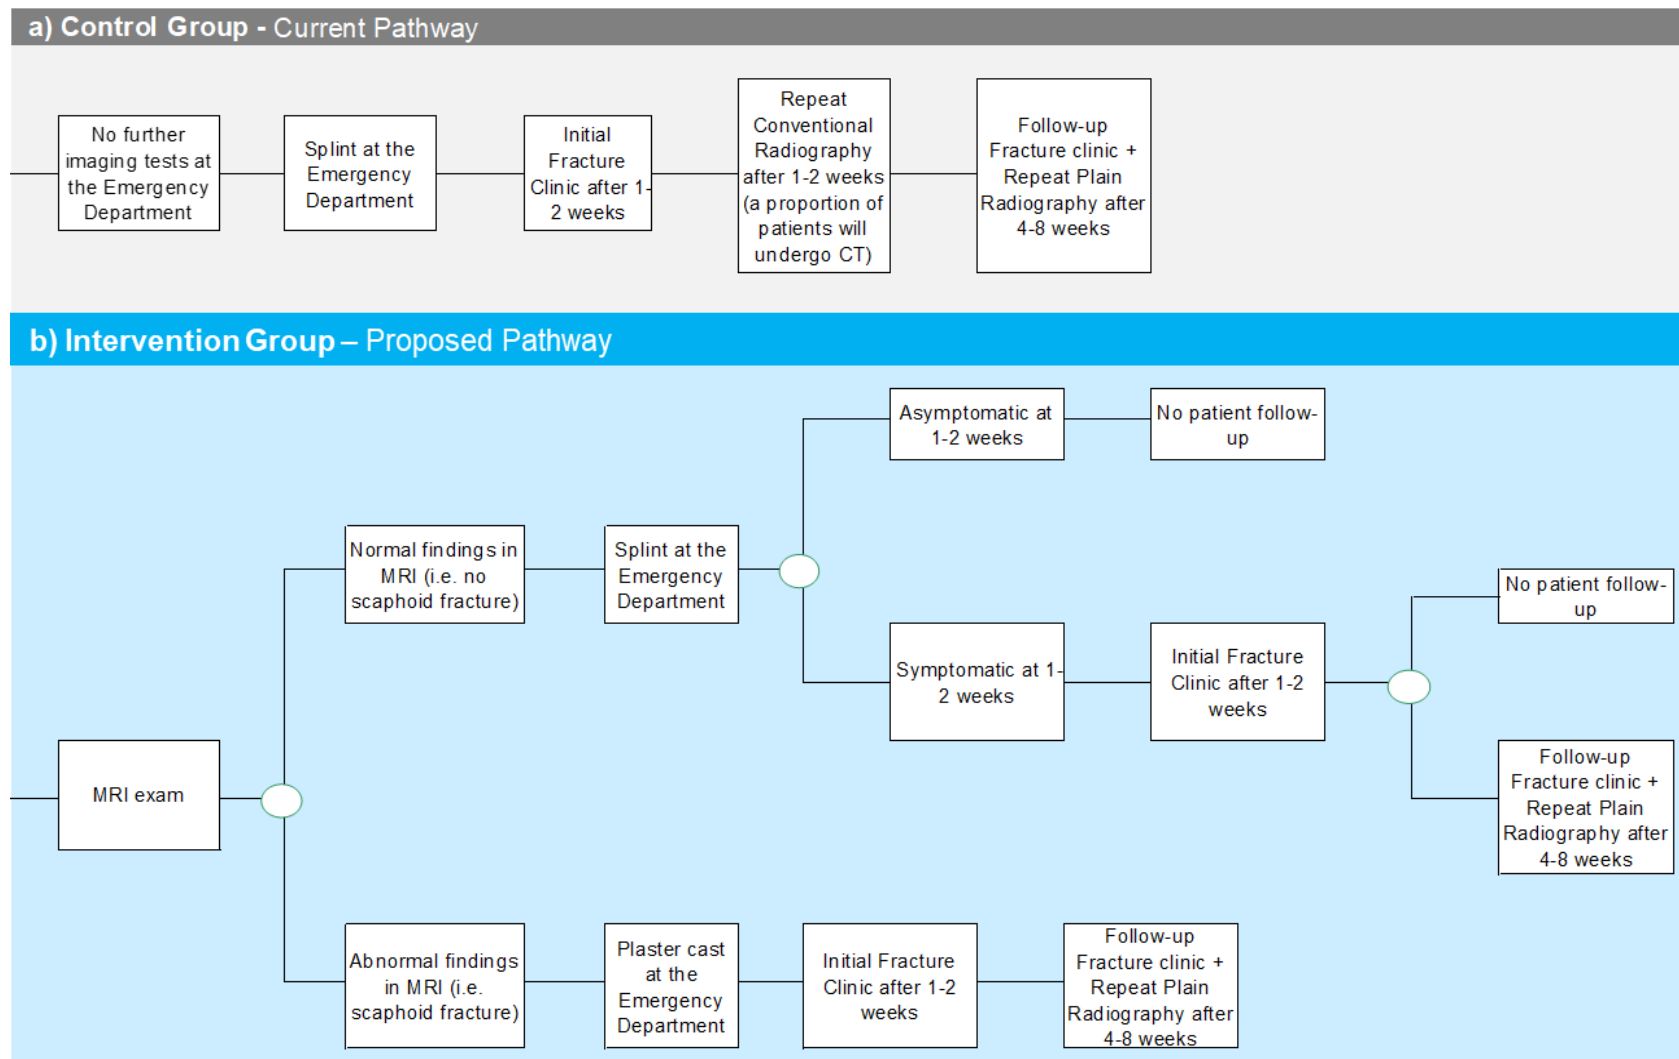 a) Control Group - Current Pathway
No further
imaging tests at
the Emergency
Department
Splint at the
Emergency
Department
Initial
Fracture
Clinic after 1-
2 weeks
Repeat
Conventional
Radiography
after 1-2 weeks
(a proportion of
patients will
undergo CT)
Follow-up
Fracture clinic +
Repeat Plain
Radiography after
4-8 weeks
b) Intervention Group – Proposed Pathway
MRI exam
Normal findings in
MRI (i.e. no
scaphoid fracture)
Splint at the
Emergency
Department
Asymptomatic at
1-2 weeks
No patient follow-
up
Symptomatic at 1-
2 weeks
Initial Fracture
Clinic after 1-2
weeks
No patient follow-
up
Follow-up
Fracture clinic +
Repeat Plain
Radiography after
4-8 weeks
Abnormal findings
in MRI (i.e.
scaphoid fracture)
Plaster cast
at the
Emergency
Department
Initial Fracture
Clinic after 1-2
weeks
Follow-up
Fracture clinic +
Repeat Plain
Radiography after
4-8 weeks